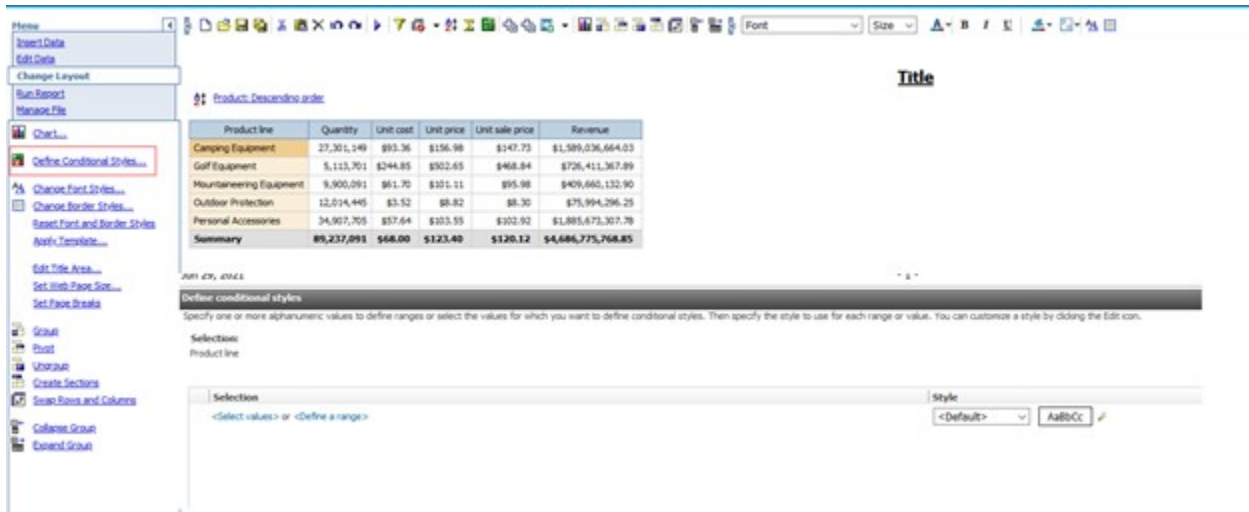 Menu
Insert Data
Edit Data
Change Layout
Run Report
Manage File
Chart...
Define Conditional Styles...
Change Font Styles...
Change Border Styles...
Reset Font and Border Styles
Apply Template...
Edit Title Area...
Set Web Page Size...
Set Page Breaks
Group
Pivot
Ungroup
Create Sections
Swap Rows and Columns
Collapse Group
Expand Group
Font Size A B I U
Title
Product: Descending order
Product line Quantity Unit cost Unit price Unit sale price Revenue
Camping Equipment 27,301,149 $93.36 $156.98 $147.73 $1,589,036,664.03
Golf Equipment 5,113,701 $244.85 $502.65 $468.84 $726,411,367.89
Mountaineering Equipment 9,900,091 $61.70 $101.11 $95.98 $409,660,132.90
Outdoor Protection 12,014,445 $3.52 $8.82 $8.30 $75,994,296.25
Personal Accessories 34,907,705 $57.64 $103.55 $102.92 $1,885,673,307.78
Summary 89,237,091 $68.00 $123.40 $120.12 $4,686,775,768.85
- 1 -
Define conditional styles
Specify one or more alphanumeric values to define ranges or select the values for which you want to define conditional styles. Then specify the style to use for each range or value. You can customize a style by clicking the Edit icon.
Selection:
Product line
Selection Style
<Select values> or <Define a range> <Default> AaBbCc